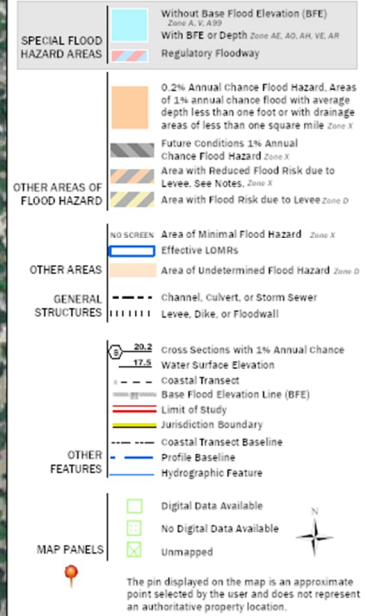 SPECIAL FLOOD
HAZARD AREAS
Without Base Flood Elevation (BFE)
Zone A, V, A99
With BFE or Depth Zone AE, AO, AH, VE, AR
Regulatory Floodway
OTHER AREAS OF
FLOOD HAZARD
0.2% Annual Chance Flood Hazard, Areas
of 1% annual chance flood with average
depth less than one foot or with drainage
areas of less than one square mile Zone X
Future Conditions 1% Annual
Chance Flood Hazard Zone X
Area with Reduced Flood Risk due to
Levee. See Notes. Zone X
Area with Flood Risk due to Levee Zone D
OTHER AREAS
NO SCREEN Area of Minimal Flood Hazard Zone X
Effective LOMRs
Area of Undetermined Flood Hazard Zone D
GENERAL
STRUCTURES
Channel, Culvert, or Storm Sewer
Levee, Dike, or Floodwall
OTHER
FEATURES
B 20.2 Cross Sections with 1% Annual Chance
17.5 Water Surface Elevation
Coastal Transect
Base Flood Elevation Line (BFE)
Limit of Study
Jurisdiction Boundary
Coastal Transect Baseline
Profile Baseline
Hydrographic Feature
MAP PANELS
Digital Data Available
No Digital Data Available
Unmapped
N
The pin displayed on the map is an approximate
point selected by the user and does not represent
an authoritative property location.